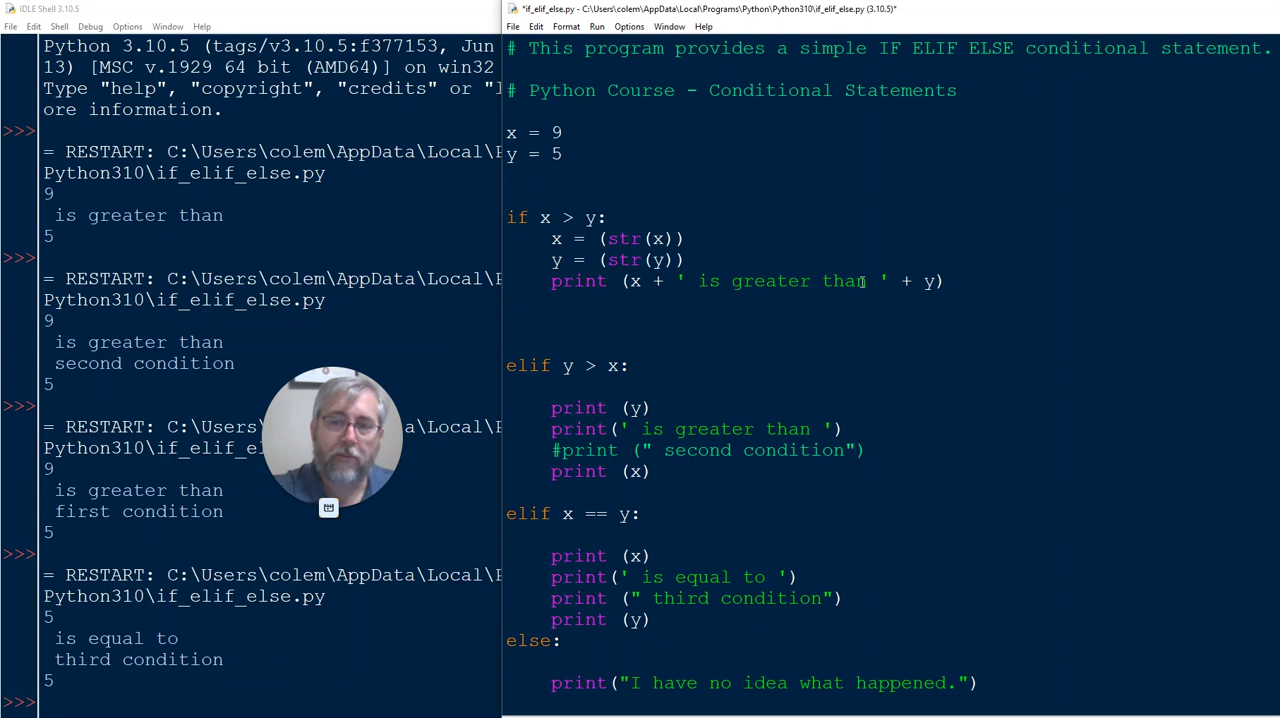 IDLE Shell 3.10.5
File Edit Shell Debug Options Window Help
Python 3.10.5 (tags/v3.10.5:f377153, Jun
13) [MSC v.1929 64 bit (AMD64)] on win32
Type "help", "copyright", "credits" or "l
ore information.
>>>
= RESTART: C:\Users\colem\AppData\Local\P
Python310\if_elif_else.py
9
is greater than
5
>>>
= RESTART: C:\Users\colem\AppData\Local\P
Python310\if_elif_else.py
9
is greater than
second condition
5
>>>
= RESTART: C:\Users\colem\AppData\Local\P
Python310\if_elif_else.py
9
is greater than
first condition
5
>>>
= RESTART: C:\Users\colem\AppData\Local\P
Python310\if_elif_else.py
5
is equal to
third condition
5
>>>
*if_elif_else.py - C:\Users\colem\AppData\Local\Programs\Python\Python310\if_elif_else.py (3.10.5)*
File Edit Format Run Options Window Help
# This program provides a simple IF ELIF ELSE conditional statement.
# Python Course - Conditional Statements
x = 9
y = 5
if x > y:
x = (str(x))
y = (str(y))
print (x + ' is greater than ' + y)
elif y > x:
print (y)
print(' is greater than ')
#print (" second condition")
print (x)
elif x == y:
print (x)
print(' is equal to ')
print (" third condition")
print (y)
else:
print("I have no idea what happened.")